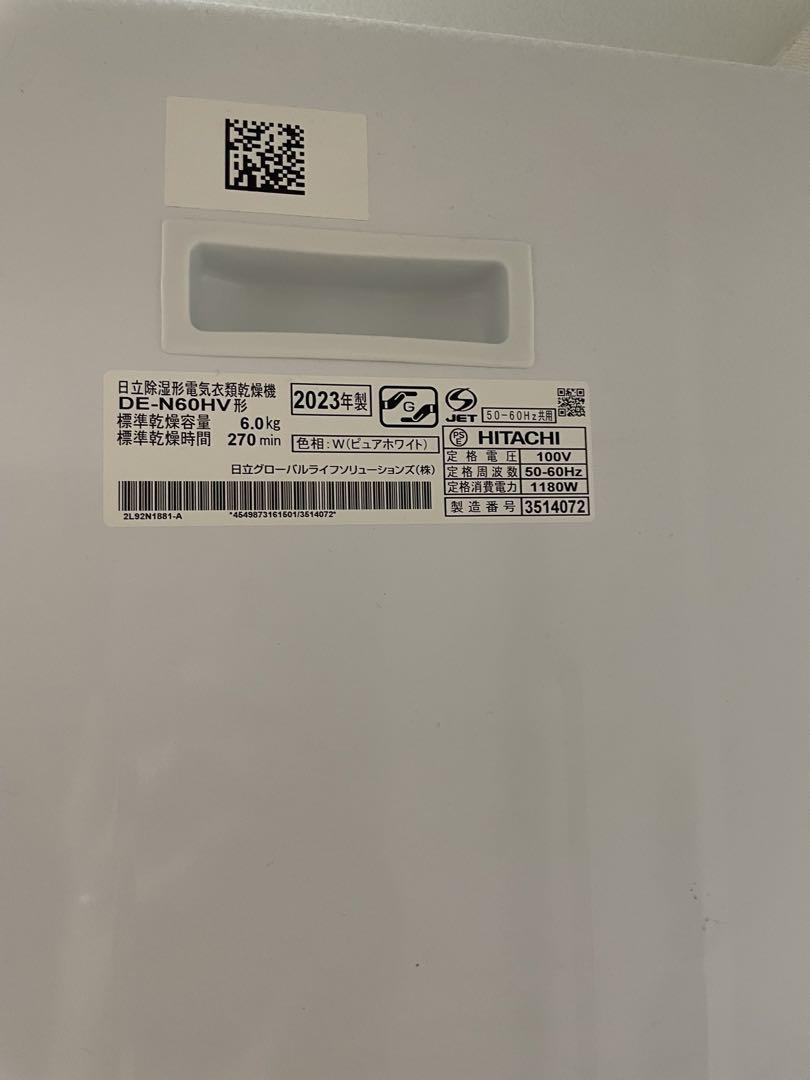 日立除湿形電気衣類乾燥機
DE-N60HV形
標準乾燥容量 6.0kg
標準乾燥時間 270min
2023年製
G
色相:W(ピュアホワイト)
日立グローバルライフソリューションズ(株)
2L92N1881-A
*4549873161501/3514072*
JET
50-60Hz共用
PSE
HITACHI
定格電圧 100V
定格周波数 50-60Hz
定格消費電力 1180W
製造番号 3514072